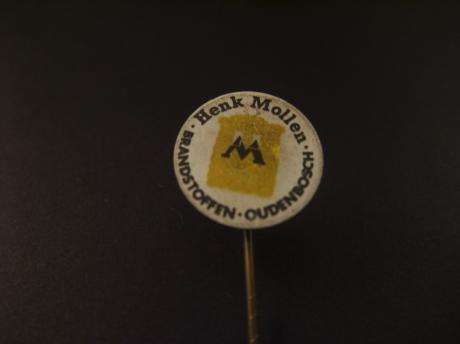 · Henk Mollen ·
M
BRANDSTOFFEN · OUDENBOSCH